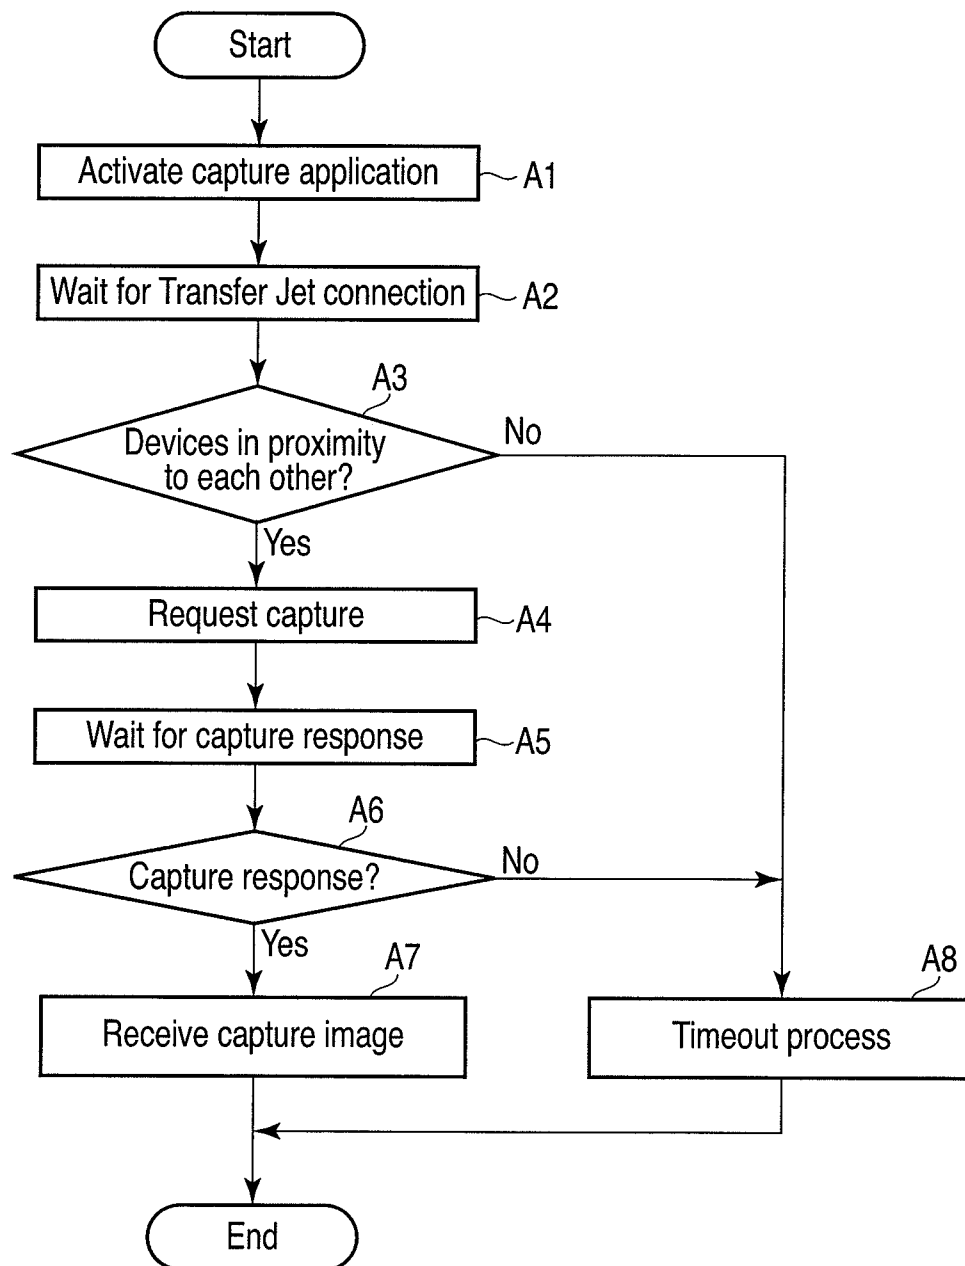 Start
Activate capture application
A1
Wait for Transfer Jet connection
A2
A3
Devices in proximity
to each other?
No
Yes
Request capture
A4
Wait for capture response
A5
A6
Capture response?
No
Yes
A7
Receive capture image
A8
Timeout process
End